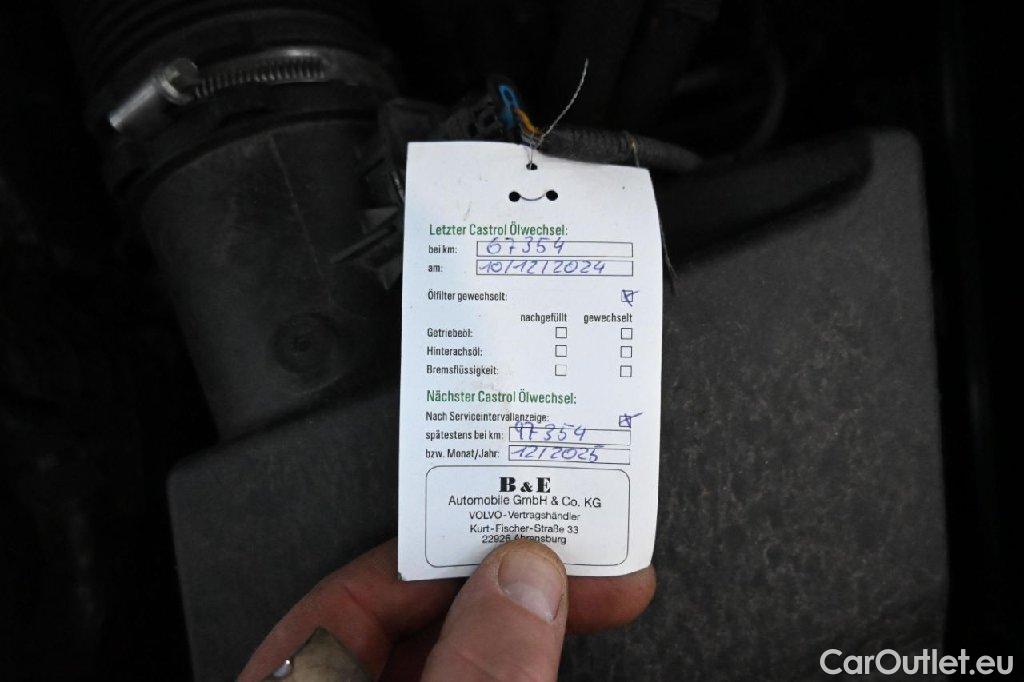 Letzter Castrol Ölwechsel:
bei km: 67354
am: 10/12/2024
Ölfilter gewechselt:
nachgefüllt gewechselt
Getriebeöl:
Hinterachsöl:
Bremsflüssigkeit:
Nächster Castrol Ölwechsel:
Nach Serviceintervallanzeige:
spätestens bei km: 97354
bzw. Monat/Jahr: 12/2025
B & E
Automobile GmbH & Co. KG
VOLVO-Vertragshändler
Kurt-Fischer-Straße 33
22926 Ahrensburg
CarOutlet.eu